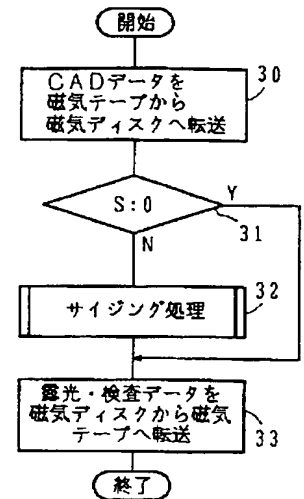 開始
CADデータを
磁気テープから
磁気ディスクへ転送
30
S:0
Y
31
N
サイジング処理
32
露光・検査データを
磁気ディスクから磁気
テープへ転送
33
終了